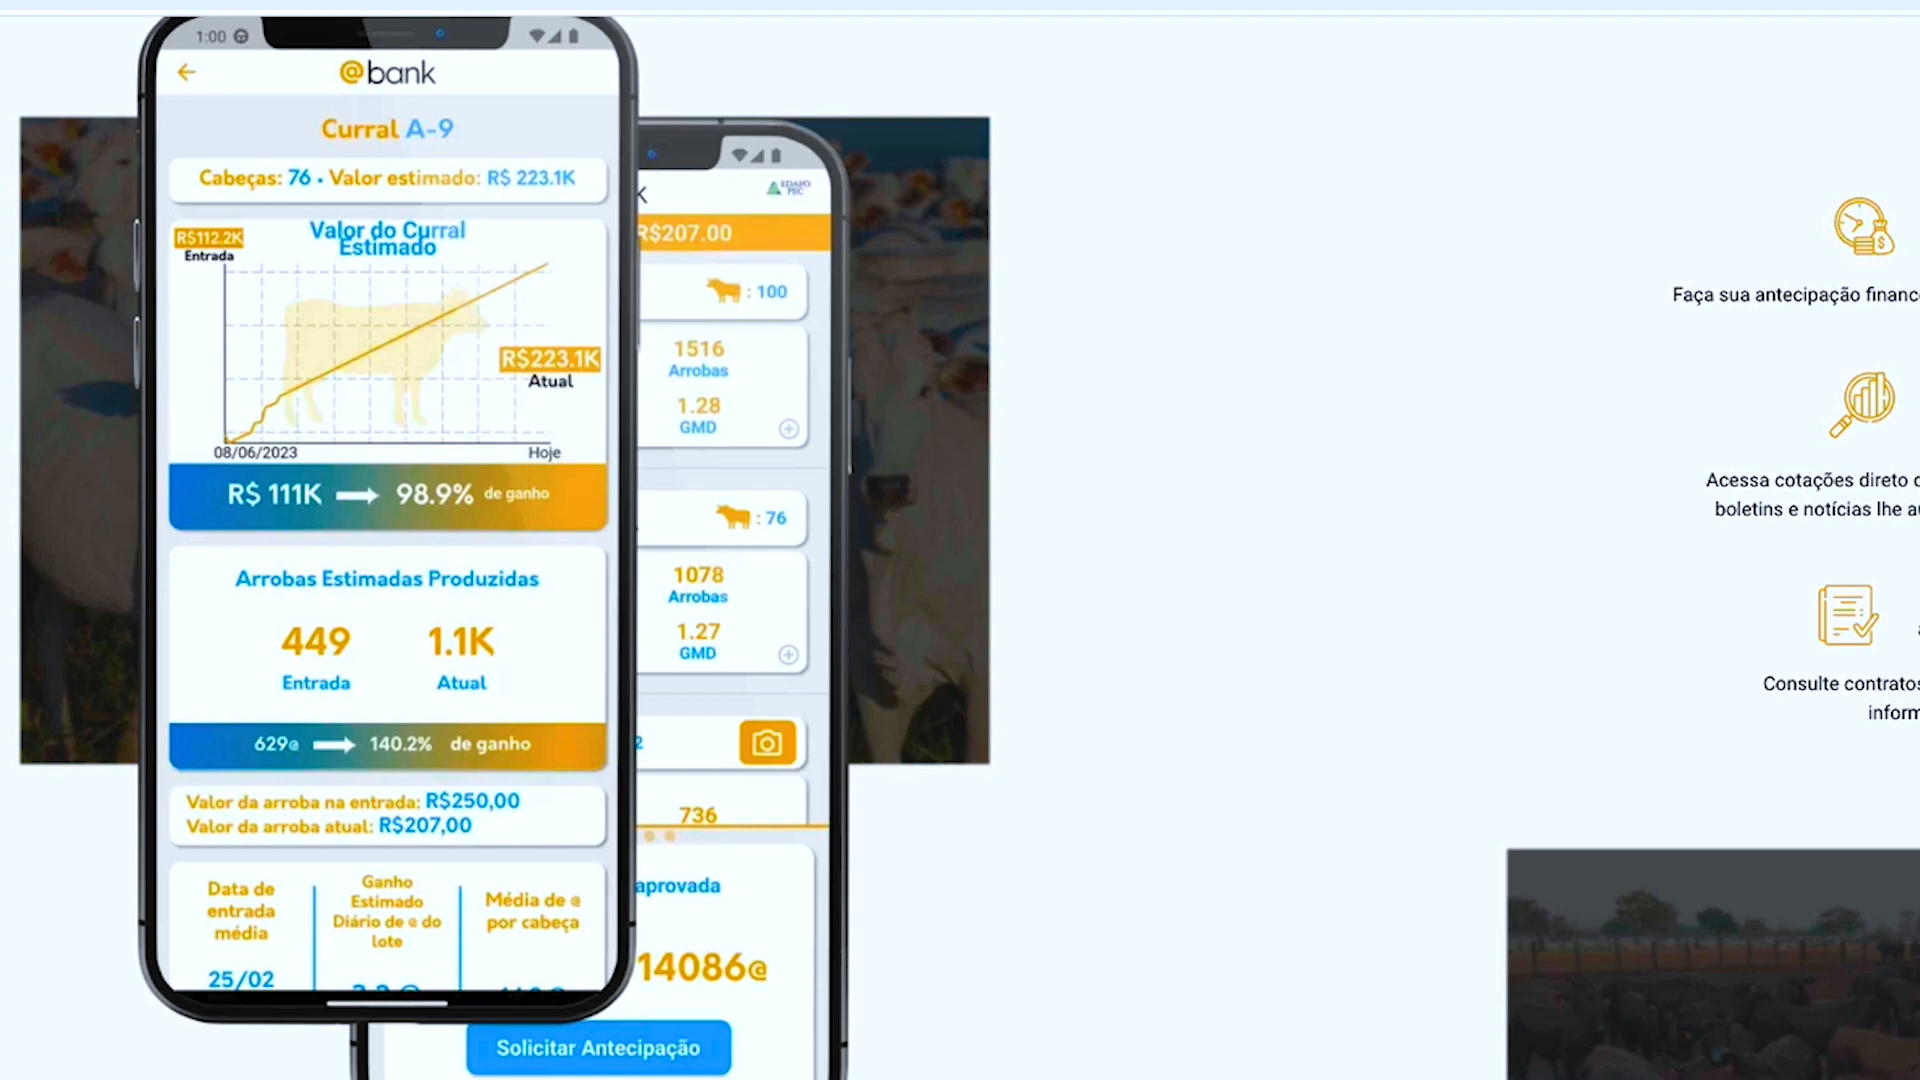 1:00
@bank
Curral A-9
Cabeças: 76 • Valor estimado: R$ 223.1K
R$112.2K
Entrada
Valor do Curral
Estimado
R$223.1K
Atual
08/06/2023
Hoje
R$ 111K 98.9% de ganho
Arrobas Estimadas Produzidas
449 1.1K
Entrada Atual
629@ 140.2% de ganho
Valor da arroba na entrada: R$250,00
Valor da arroba atual: R$207,00
Data de
entrada
média
25/02
Ganho
Estimado
Diário de @ do
lote
Média de @
por cabeça
EDAPO
PEC
R$207.00
: 100
1516
Arrobas
1.28
GMD
: 76
1078
Arrobas
1.27
GMD
2
736
aprovada
14086@
Solicitar Antecipação
Faça sua antecipação financ
Acessa cotações direto
boletins e notícias lhe
Consulte contratos
inform